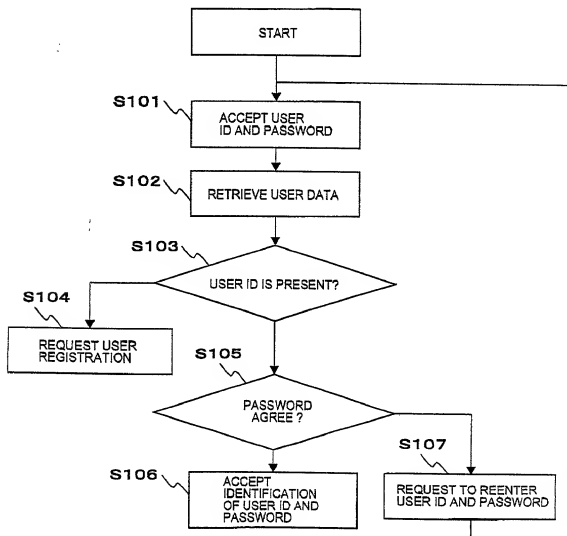 START
S101
ACCEPT USER
ID AND PASSWORD
S102
RETRIEVE USER DATA
S103
USER ID IS PRESENT?
S104
REQUEST USER
REGISTRATION
S105
PASSWORD
AGREE ?
S106
ACCEPT
IDENTIFICATION
OF USER ID AND
PASSWORD
S107
REQUEST TO REENTER
USER ID AND PASSWORD